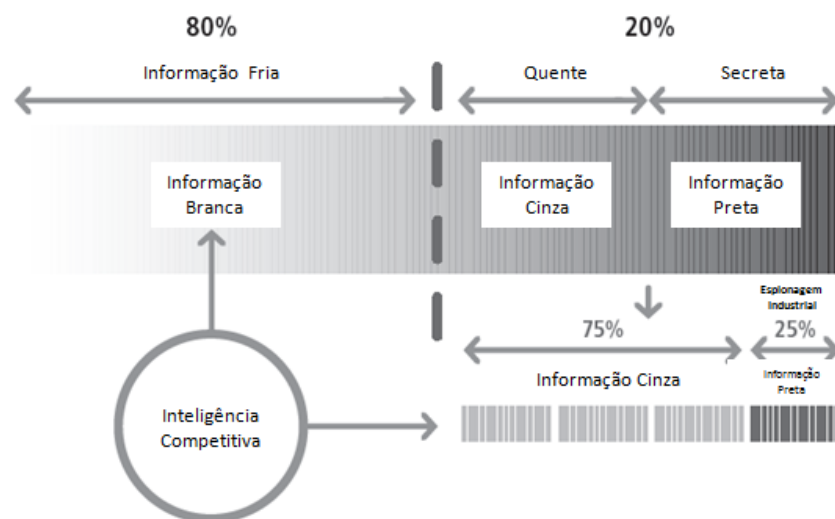 80%
20%
Informação Fria
Quente
Secreta
Informação
Branca
Informação
Cinza
Informação
Preta
Espionagem
Industrial
75%
25%
Informação Cinza
Informação
Preta
Inteligência
Competitiva